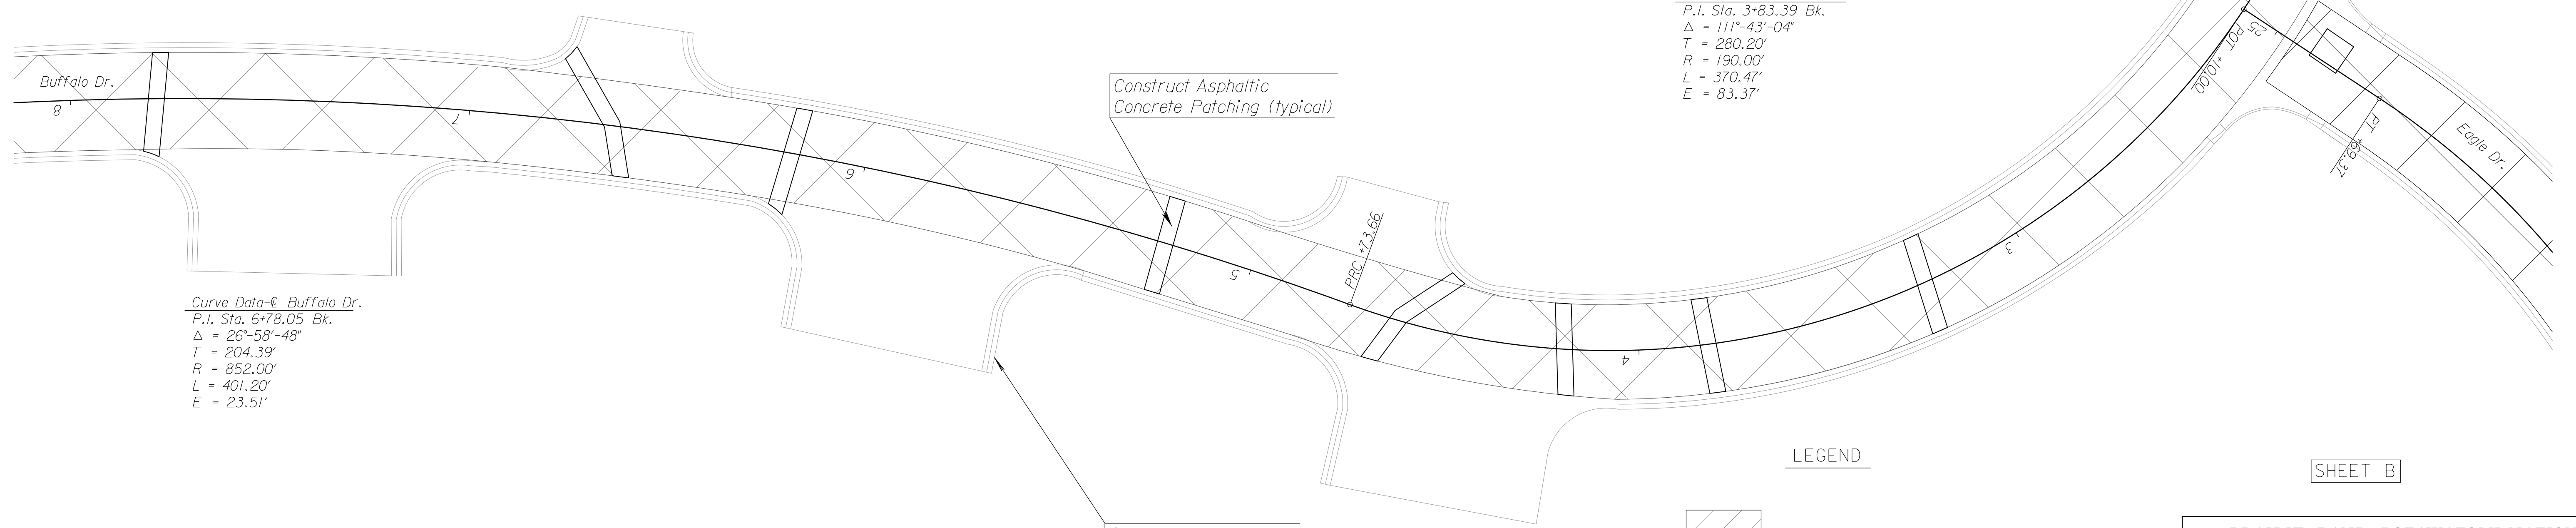 Buffalo Dr.
8
7
6
5
4
3
Construct Asphaltic
Concrete Patching (typical)
PRC +73.66
P.I. Sta. 3+83.39 Bk.
Δ = 111°-43'-04"
T = 280.20'
R = 190.00'
L = 370.47'
E = 83.37'
POT +10.00
25
PT +69.37
Eagle Dr.
Curve Data-℄ Buffalo Dr.
P.I. Sta. 6+78.05 Bk.
Δ = 26°-58'-48"
T = 204.39'
R = 852.00'
L = 401.20'
E = 23.51'
LEGEND
SHEET B